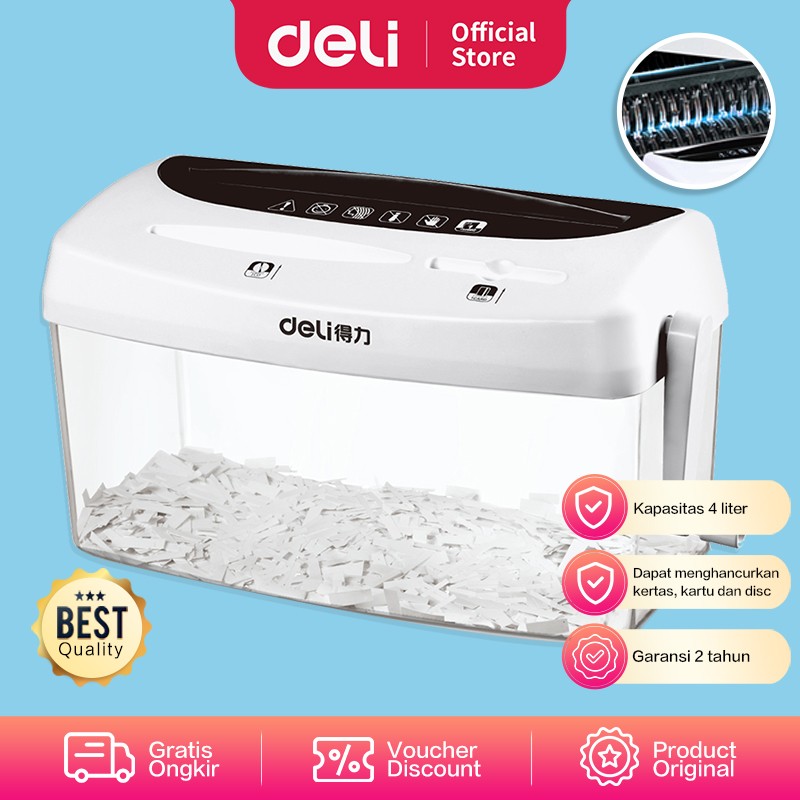 deli
Official
Store
deli得力
Kapasitas 4 liter
Dapat menghancurkan
kertas, kartu dan disc
Garansi 2 tahun
BEST
Quality
Gratis
Ongkir
Voucher
Discount
Product
Original